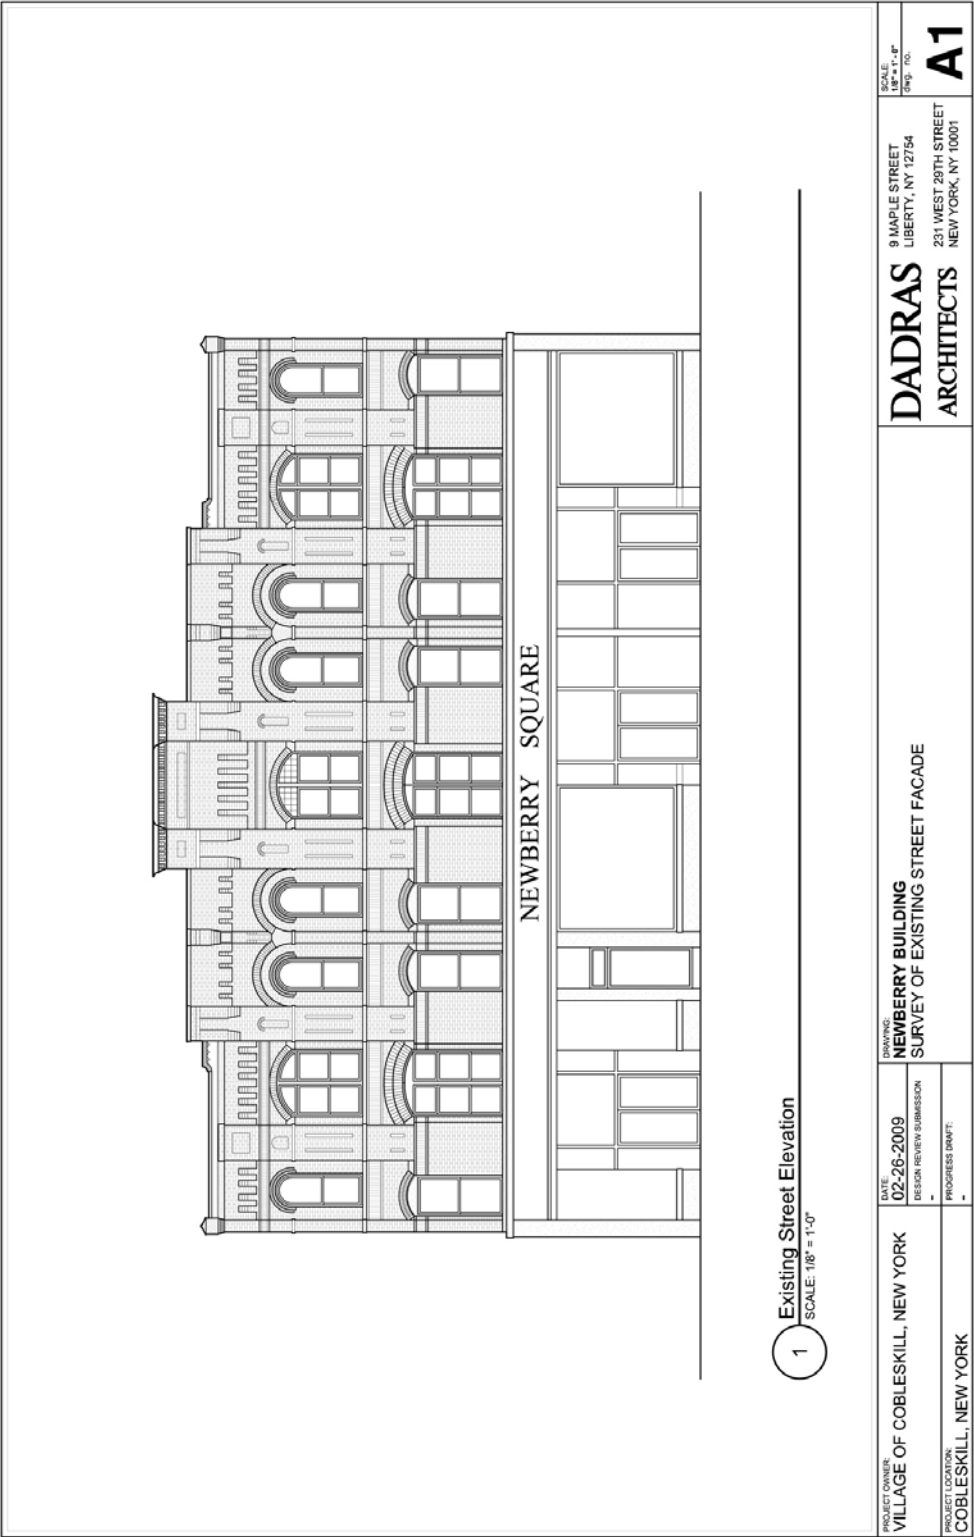 NEWBERRY SQUARE
1
Existing Street Elevation
SCALE: 1/8" = 1'-0"
PROJECT OWNER:
VILLAGE OF COBLESKILL, NEW YORK
PROJECT LOCATION:
COBLESKILL, NEW YORK
DATE:
02-26-2009
DESIGN REVIEW SUBMISSION
-
PROGRESS DRAFT:
-
DRAWING:
NEWBERRY BUILDING
SURVEY OF EXISTING STREET FACADE
DADRAS
ARCHITECTS
9 MAPLE STREET
LIBERTY, NY 12754
231 WEST 29TH STREET
NEW YORK, NY 10001
SCALE:
1/8" = 1'-0"
dwg. no.
A1